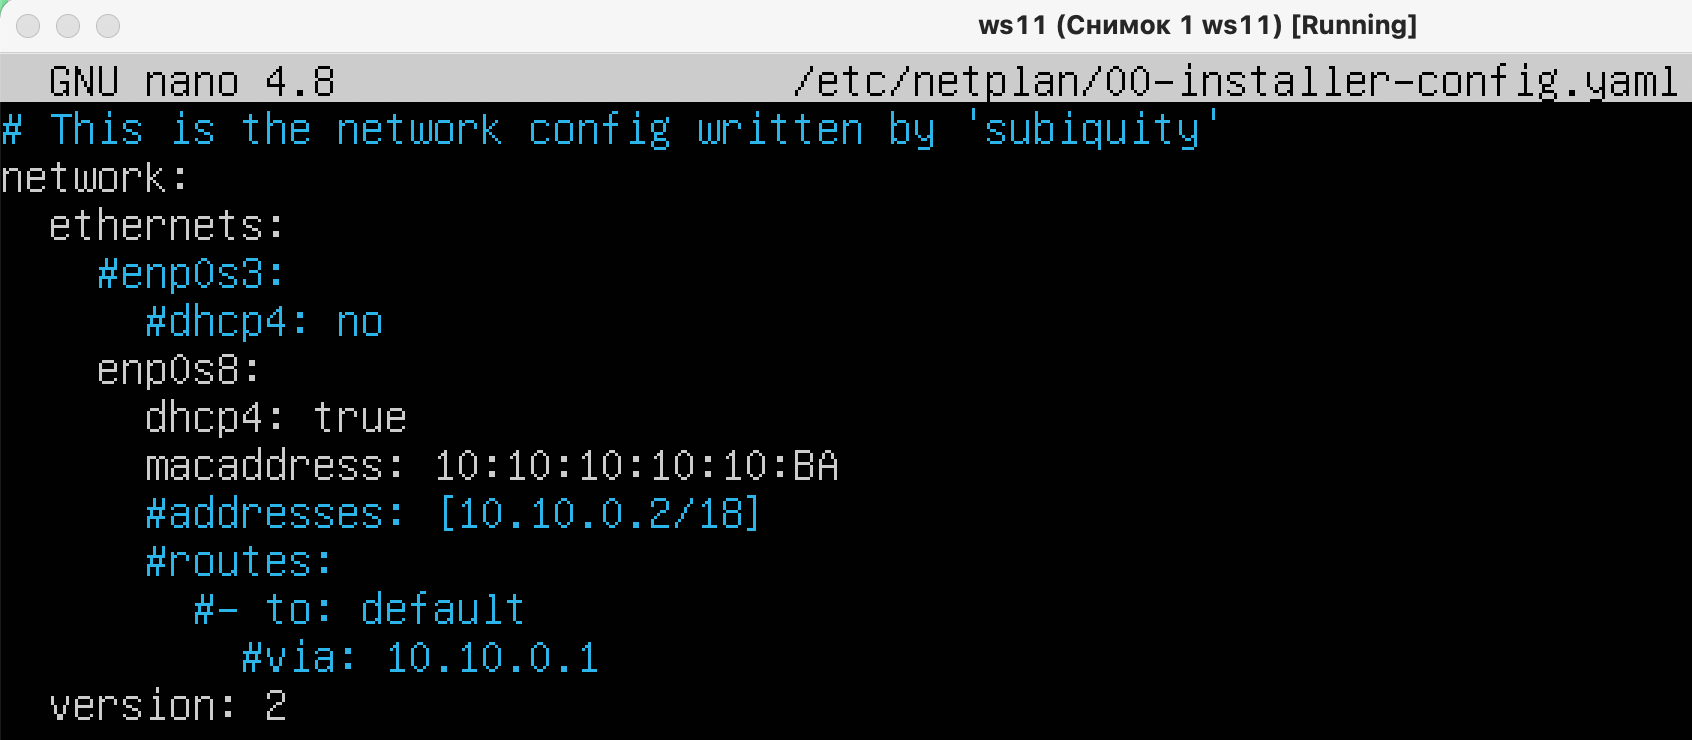 ws11 (Снимок 1 ws11) [Running]
GNU nano 4.8 /etc/netplan/00-installer-config.yaml
# This is the network config written by 'subiquity'
network:
  ethernets:
    #enp0s3:
      #dhcp4: no
    enp0s8:
      dhcp4: true
      macaddress: 10:10:10:10:10:BA
      #addresses: [10.10.0.2/18]
      #routes:
        #- to: default
          #via: 10.10.0.1
  version: 2